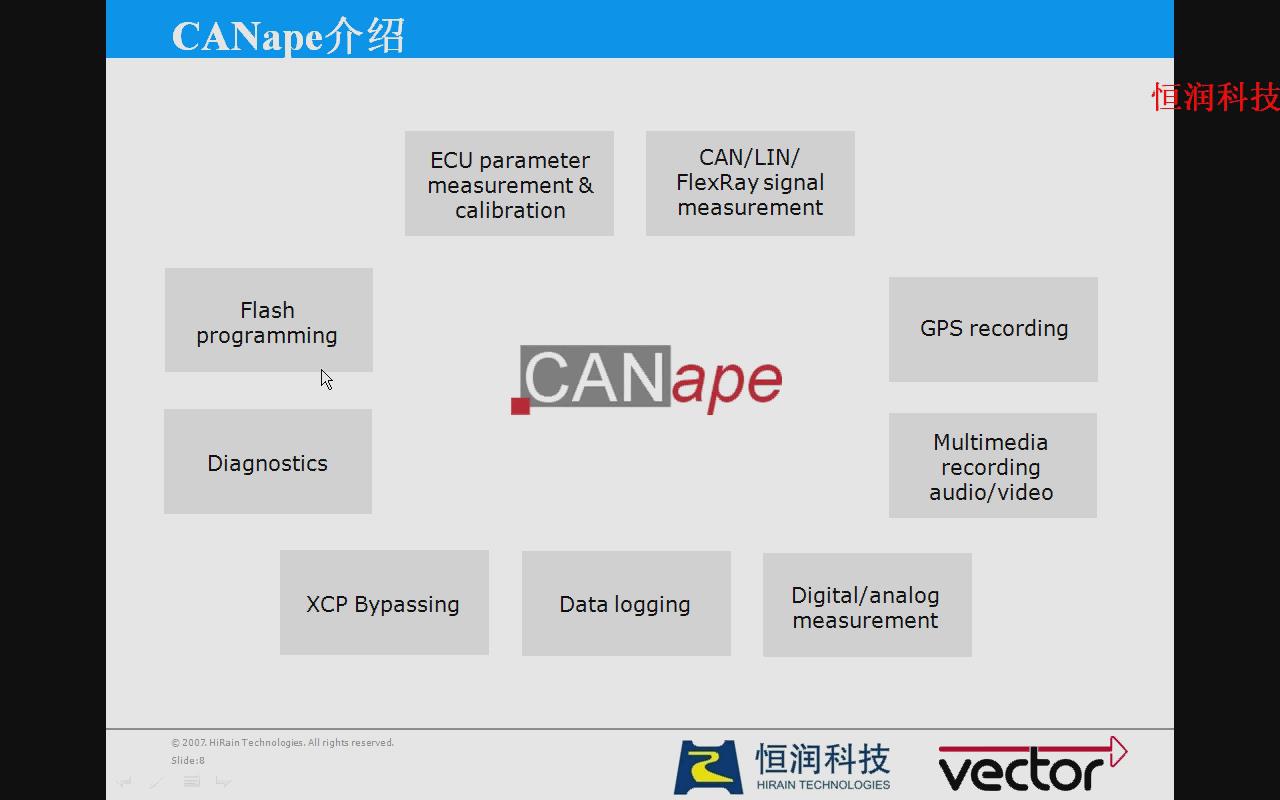 CANape介绍
恒润科技
ECU parameter
measurement &
calibration
CAN/LIN/
FlexRay signal
measurement
Flash
programming
GPS recording
CANape
Diagnostics
Multimedia
recording
audio/video
XCP Bypassing
Data logging
Digital/analog
measurement
© 2007. HiRain Technologies. All rights reserved.
Slide:8
恒润科技
HIRAIN TECHNOLOGIES
vector